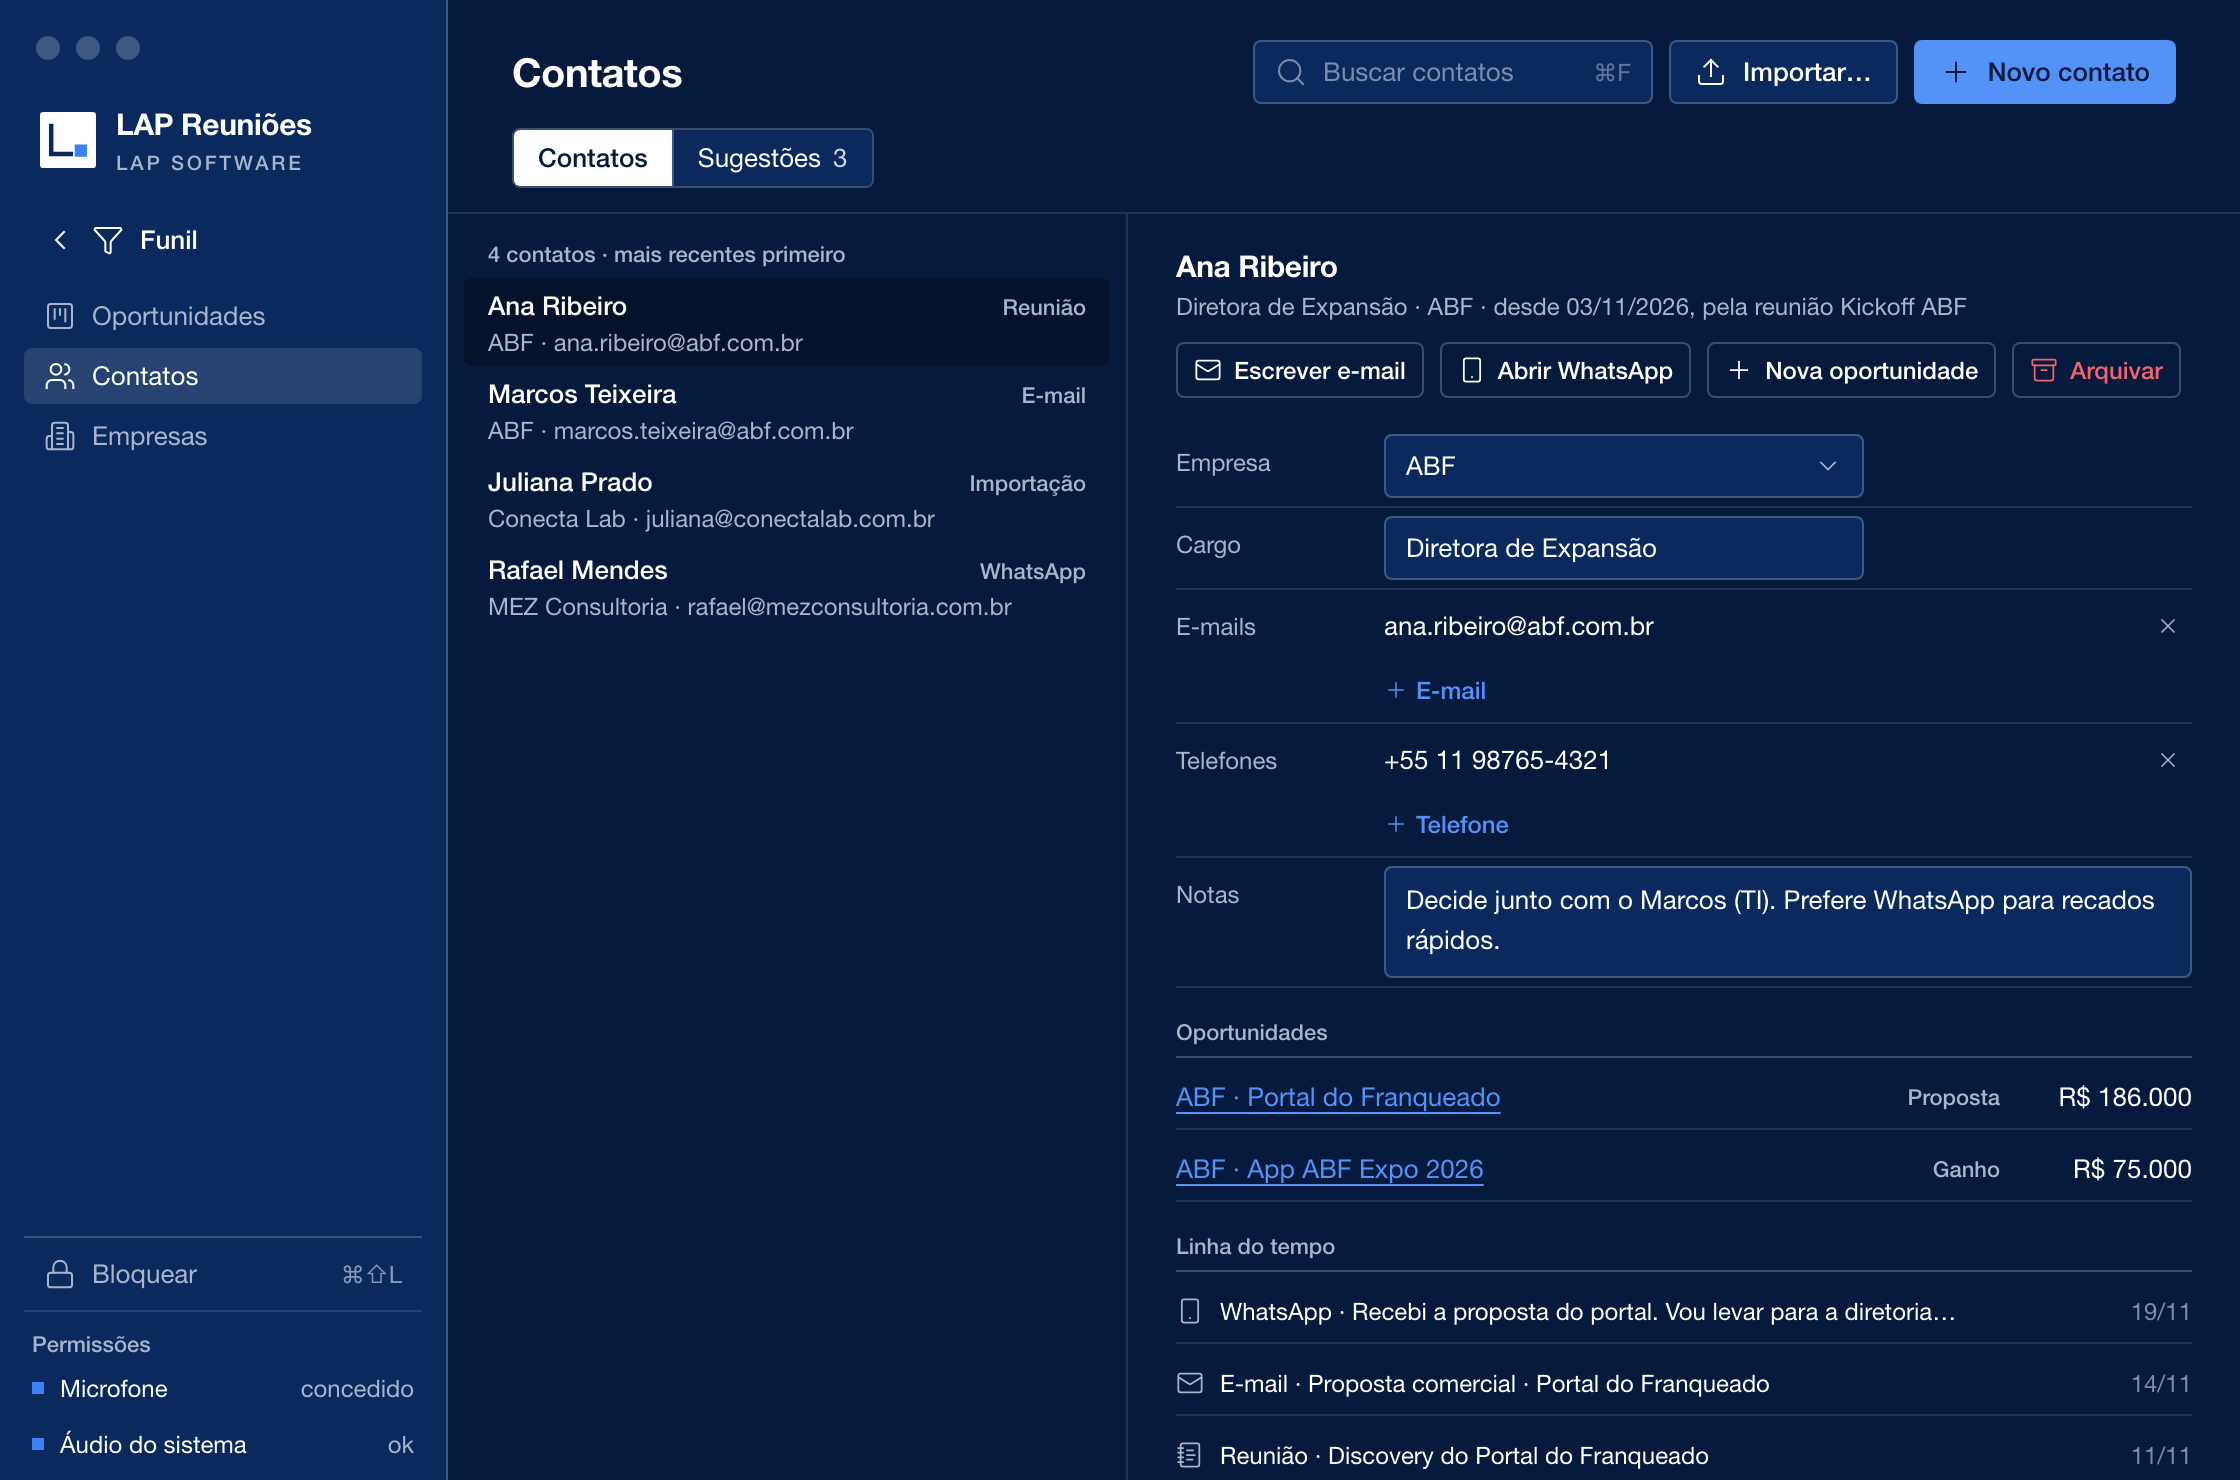 LAP Reuniões
LAP SOFTWARE
Funil
Oportunidades
Contatos
Empresas
Bloquear ⌘⇧L
Permissões
Microfone concedido
Áudio do sistema ok
Contatos
Buscar contatos ⌘F
Importar...
+ Novo contato
Contatos
Sugestões 3
4 contatos · mais recentes primeiro
Ana Ribeiro Reunião
ABF · ana.ribeiro@abf.com.br
Marcos Teixeira E-mail
ABF · marcos.teixeira@abf.com.br
Juliana Prado Importação
Conecta Lab · juliana@conectalab.com.br
Rafael Mendes WhatsApp
MEZ Consultoria · rafael@mezconsultoria.com.br
Ana Ribeiro
Diretora de Expansão · ABF · desde 03/11/2026, pela reunião Kickoff ABF
Escrever e-mail
Abrir WhatsApp
+ Nova oportunidade
Arquivar
Empresa ABF
Cargo Diretora de Expansão
E-mails ana.ribeiro@abf.com.br ×
+ E-mail
Telefones +55 11 98765-4321 ×
+ Telefone
Notas Decide junto com o Marcos (TI). Prefere WhatsApp para recados
rápidos.
Oportunidades
ABF · Portal do Franqueado Proposta R$ 186.000
ABF · App ABF Expo 2026 Ganho R$ 75.000
Linha do tempo
WhatsApp · Recebi a proposta do portal. Vou levar para a diretoria... 19/11
E-mail · Proposta comercial · Portal do Franqueado 14/11
Reunião · Discovery do Portal do Franqueado 11/11